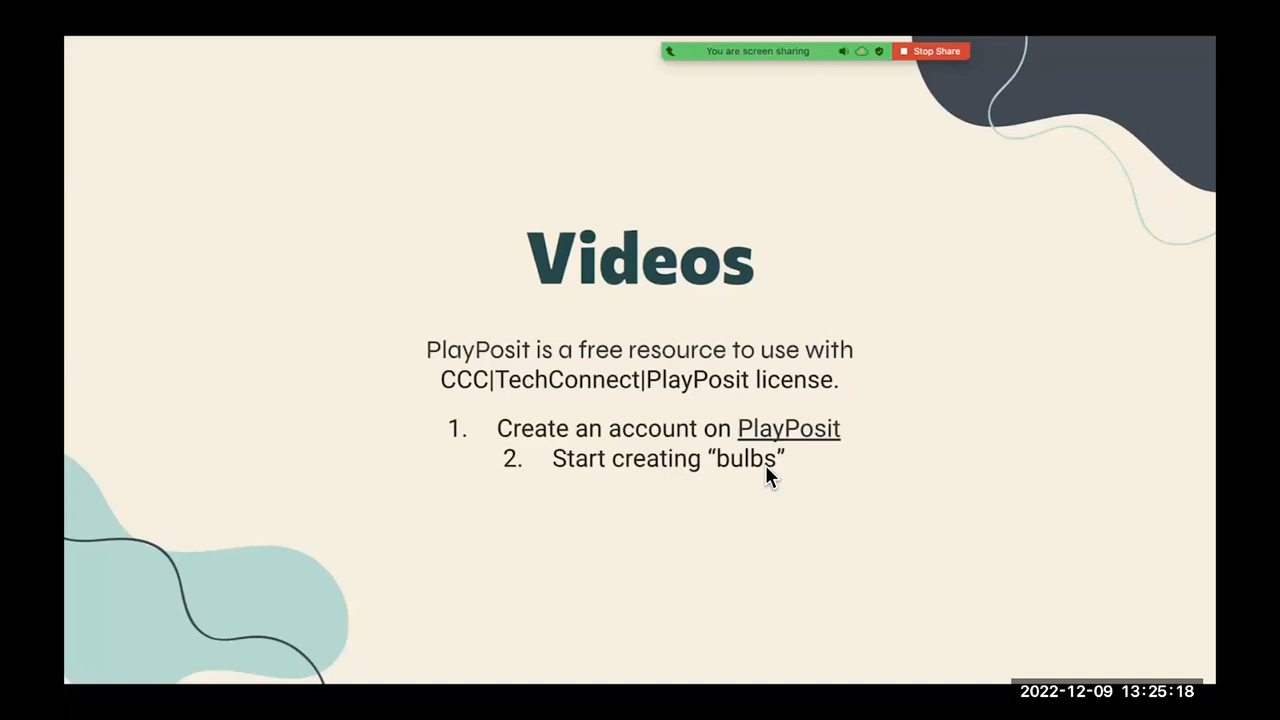 You are screen sharing
Stop Share
Videos
PlayPosit is a free resource to use with
CCC|TechConnect|PlayPosit license.
1. Create an account on PlayPosit
2. Start creating “bulbs”
2022-12-09 13:25:18